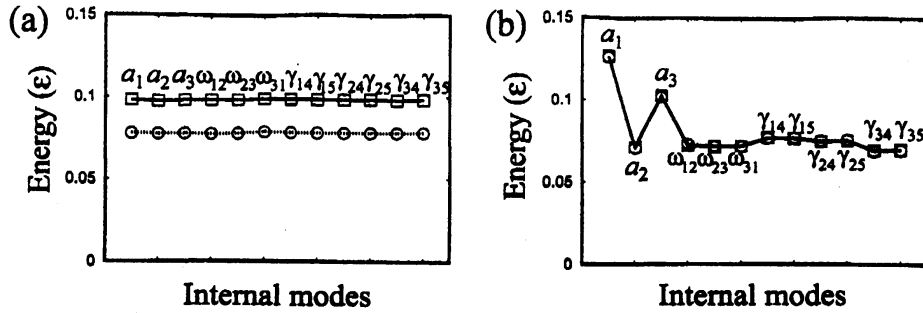 (a)
0.15
0.1
0.05
0
Energy (ε)
a₁ a₂ a₃ ω₁₂ ω₂₃ ω₃₁ γ₁₄ γ₁₅ γ₂₄ γ₂₅ γ₃₄ γ₃₅
Internal modes
(b)
0.15
0.1
0.05
0
Energy (ε)
a₁
a₃
a₂
ω₁₂ ω₂₃ ω₃₁
γ₁₄ γ₁₅
γ₂₄ γ₂₅
γ₃₄ γ₃₅
Internal modes